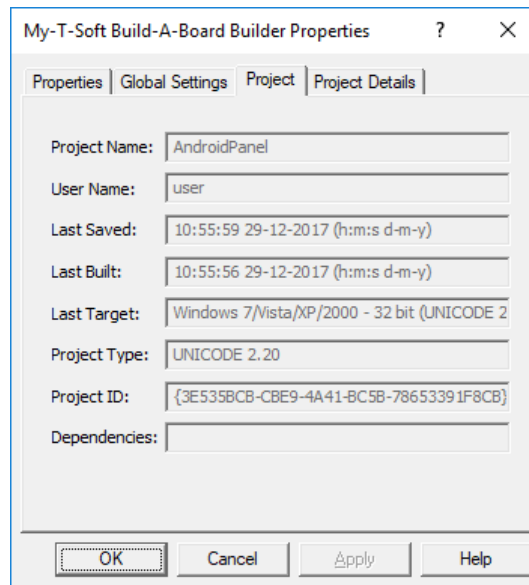 My-T-Soft Build-A-Board Builder Properties ? ×
Properties Global Settings Project Project Details
Project Name: AndroidPanel
User Name: user
Last Saved: 10:55:59 29-12-2017 (h:m:s d-m-y)
Last Built: 10:55:56 29-12-2017 (h:m:s d-m-y)
Last Target: Windows 7/Vista/XP/2000 - 32 bit (UNICODE 2
Project Type: UNICODE 2.20
Project ID: {3E535BCB-CBE9-4A41-BC5B-78653391F8CB}
Dependencies:
OK Cancel Apply Help